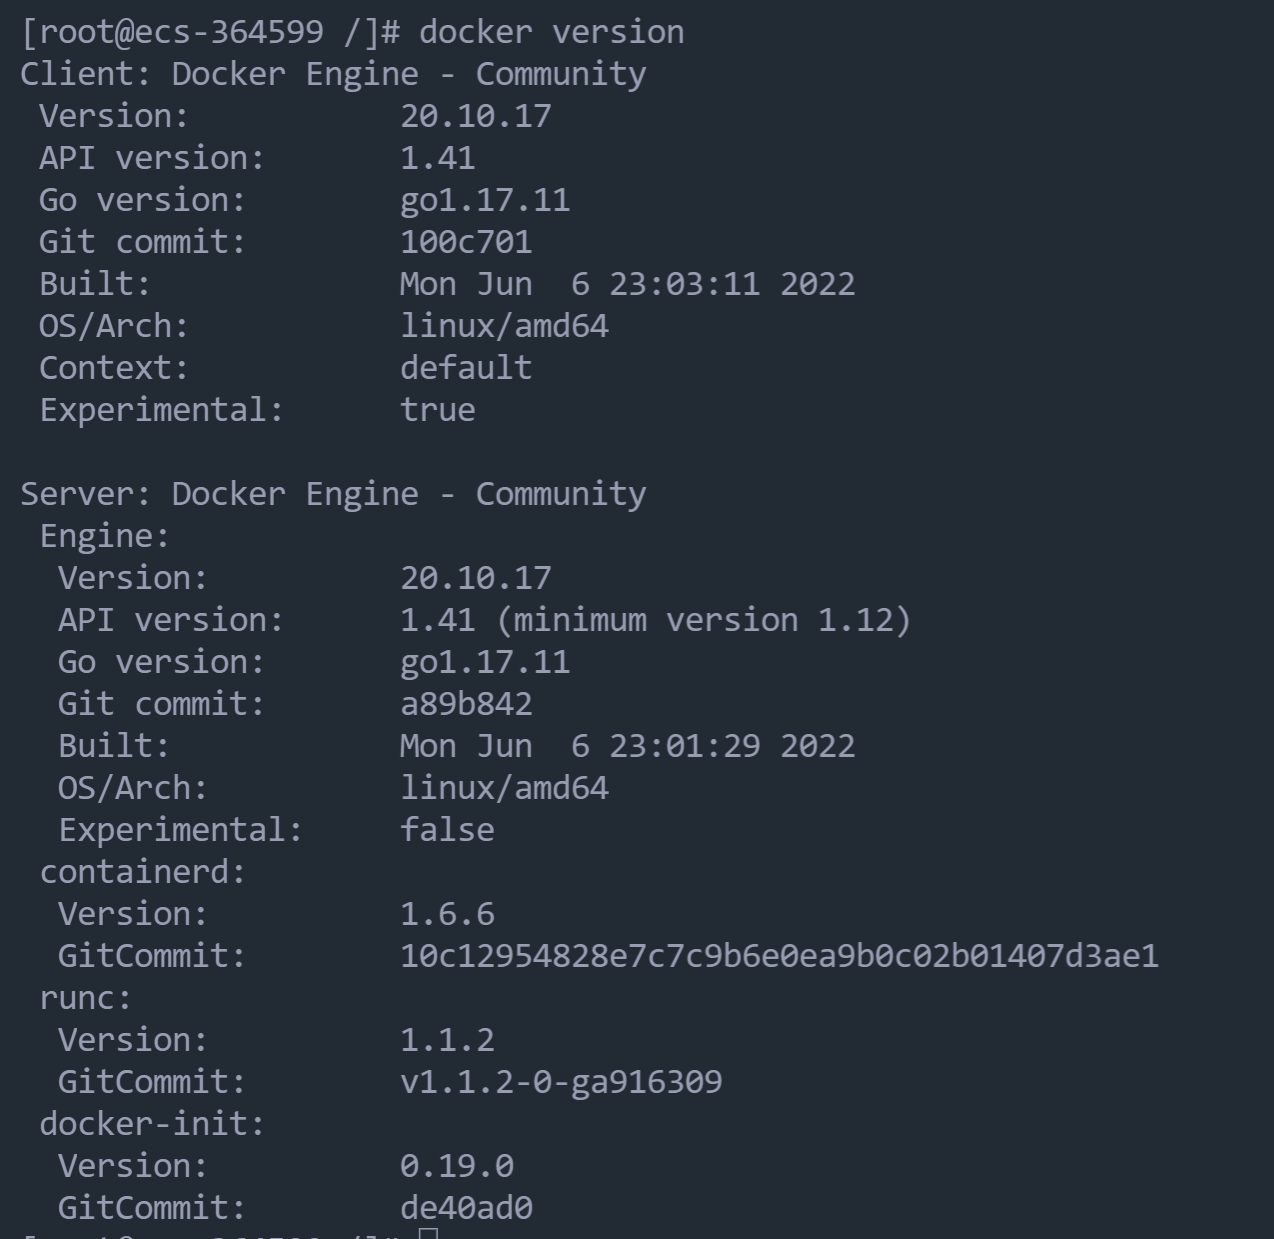 [root@ecs-364599 /]# docker version
Client: Docker Engine - Community
 Version:           20.10.17
 API version:       1.41
 Go version:        go1.17.11
 Git commit:        100c701
 Built:             Mon Jun  6 23:03:11 2022
 OS/Arch:           linux/amd64
 Context:           default
 Experimental:      true

Server: Docker Engine - Community
 Engine:
  Version:          20.10.17
  API version:      1.41 (minimum version 1.12)
  Go version:       go1.17.11
  Git commit:       a89b842
  Built:            Mon Jun  6 23:01:29 2022
  OS/Arch:          linux/amd64
  Experimental:     false
 containerd:
  Version:          1.6.6
  GitCommit:        10c12954828e7c7c9b6e0ea9b0c02b01407d3ae1
 runc:
  Version:          1.1.2
  GitCommit:        v1.1.2-0-ga916309
 docker-init:
  Version:          0.19.0
  GitCommit:        de40ad0